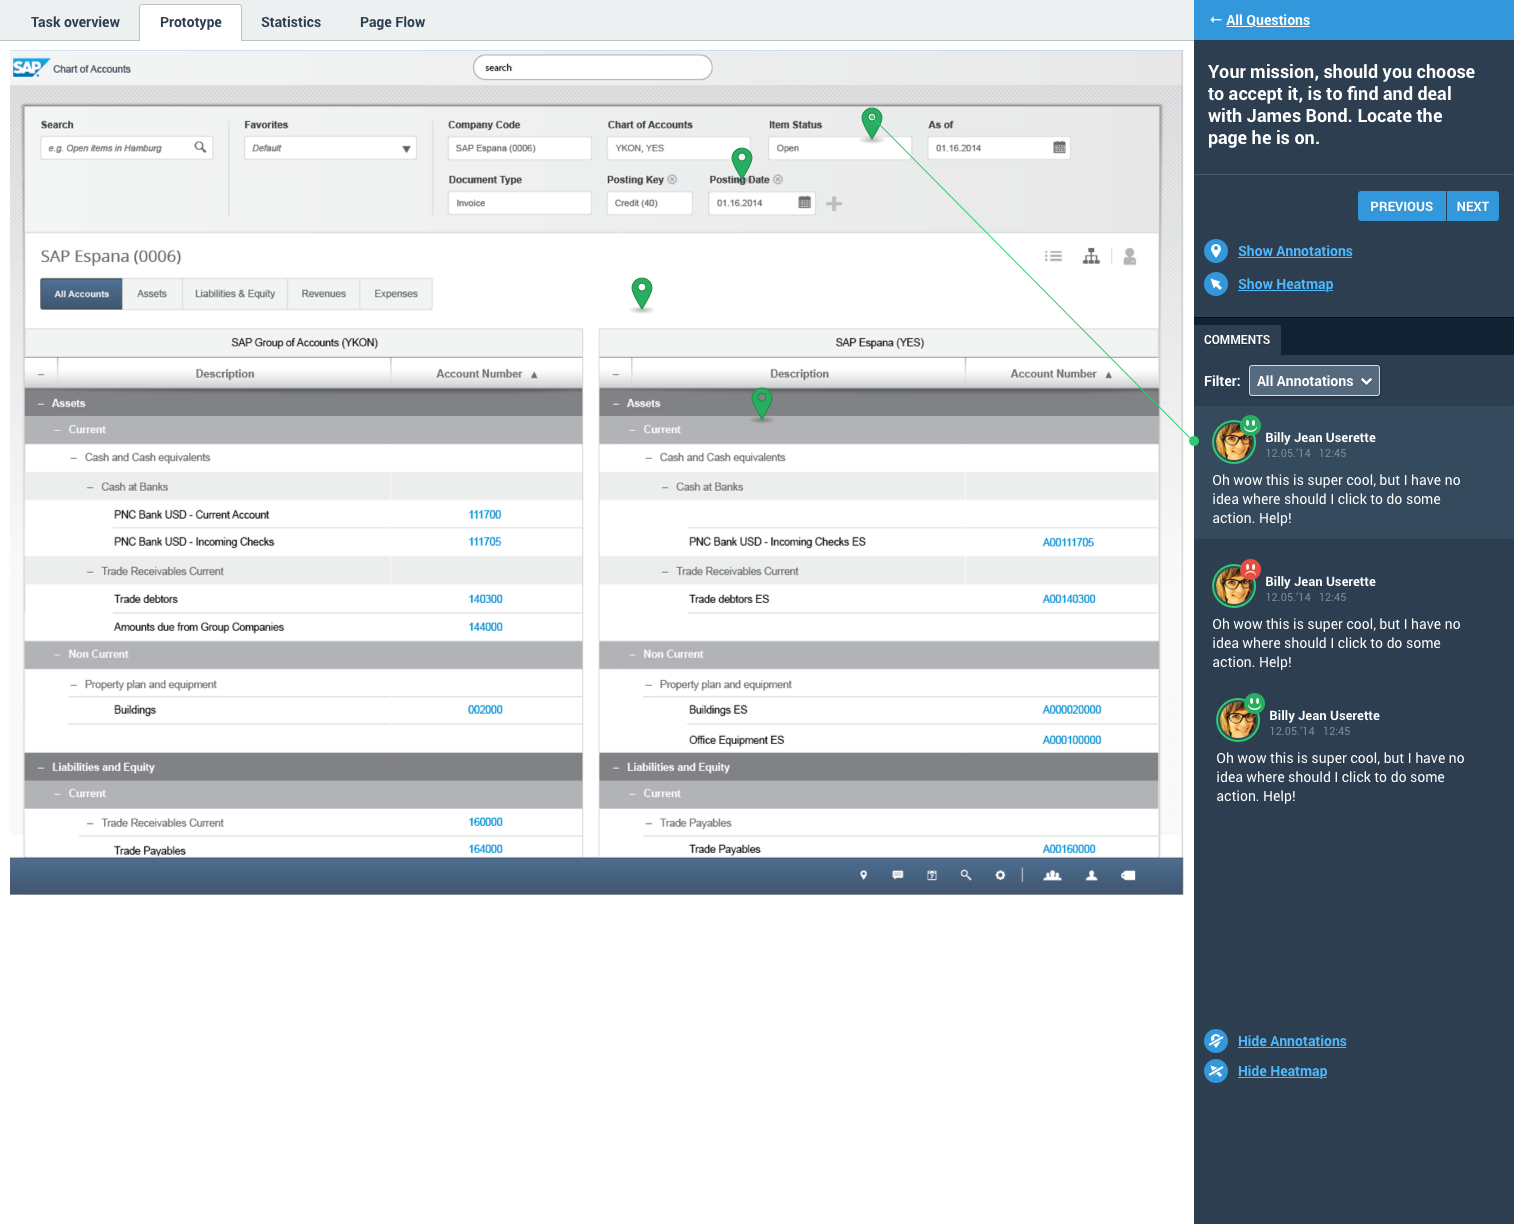 Task overview
Prototype
Statistics
Page Flow
SAP Chart of Accounts
search
Search
Favorites
Company Code
Chart of Accounts
Item Status
As of
e.g. Open items in Hamburg
Default
SAP Espana (0006)
YKON, YES
Open
01.16.2014
Document Type
Posting Key
Posting Date
Invoice
Credit (40)
01.16.2014
SAP Espana (0006)
All Accounts
Assets
Liabilities & Equity
Revenues
Expenses
SAP Group of Accounts (YKON)
– Description Account Number ▲
– Assets
– Current
– Cash and Cash equivalents
– Cash at Banks
PNC Bank USD - Current Account 111700
PNC Bank USD - Incoming Checks 111705
– Trade Receivables Current
Trade debtors 140300
Amounts due from Group Companies 144000
– Non Current
– Property plan and equipment
Buildings 002000
– Liabilities and Equity
– Current
– Trade Receivables Current 160000
Trade Payables 164000
SAP Espana (YES)
– Description Account Number ▲
– Assets
– Current
– Cash and Cash equivalents
– Cash at Banks
PNC Bank USD - Incoming Checks ES A00111705
– Trade Receivables Current
Trade debtors ES A00140300
– Non Current
– Property plan and equipment
Buildings ES A000020000
Office Equipment ES A000100000
– Liabilities and Equity
– Current
– Trade Payables
Trade Payables A00160000
← All Questions
Your mission, should you choose
to accept it, is to find and deal
with James Bond. Locate the
page he is on.
PREVIOUS
NEXT
Show Annotations
Show Heatmap
COMMENTS
Filter: All Annotations
Billy Jean Userette
12.05.'14 12:45
Oh wow this is super cool, but I have no
idea where should I click to do some
action. Help!
Billy Jean Userette
12.05.'14 12:45
Oh wow this is super cool, but I have no
idea where should I click to do some
action. Help!
Billy Jean Userette
12.05.'14 12:45
Oh wow this is super cool, but I have no
idea where should I click to do some
action. Help!
Hide Annotations
Hide Heatmap